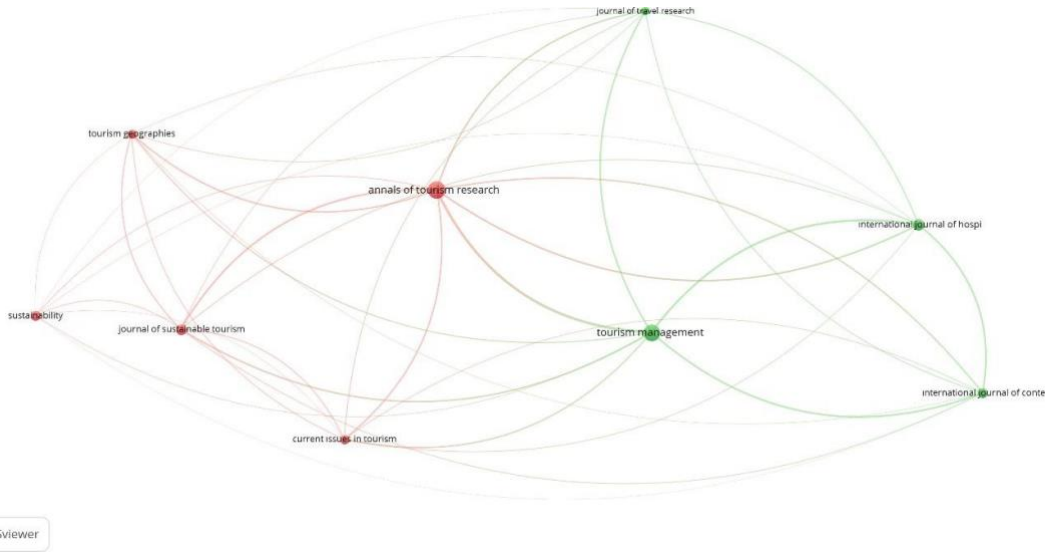 journal of travel research
tourism geographies
annals of tourism research
international journal of hospi
sustainability
journal of sustainable tourism
tourism management
international journal of conte
current issues in tourism
viewer